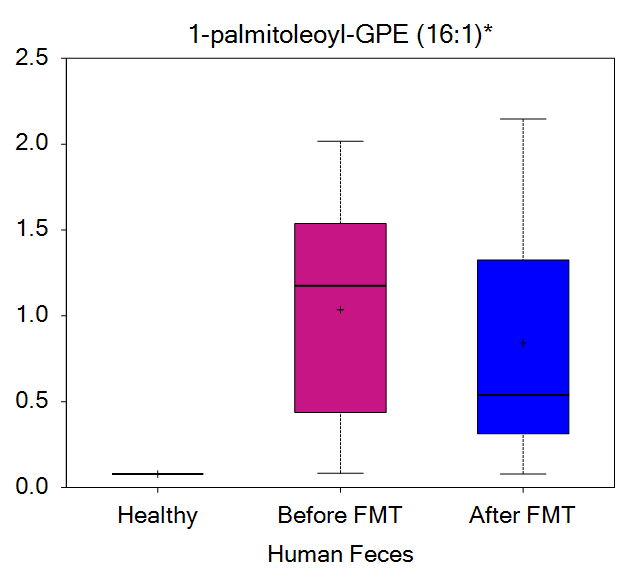 1-palmitoleoyl-GPE (16:1)*
2.5
2.0
1.5
1.0
0.5
0.0
Healthy Before FMT After FMT
Human Feces